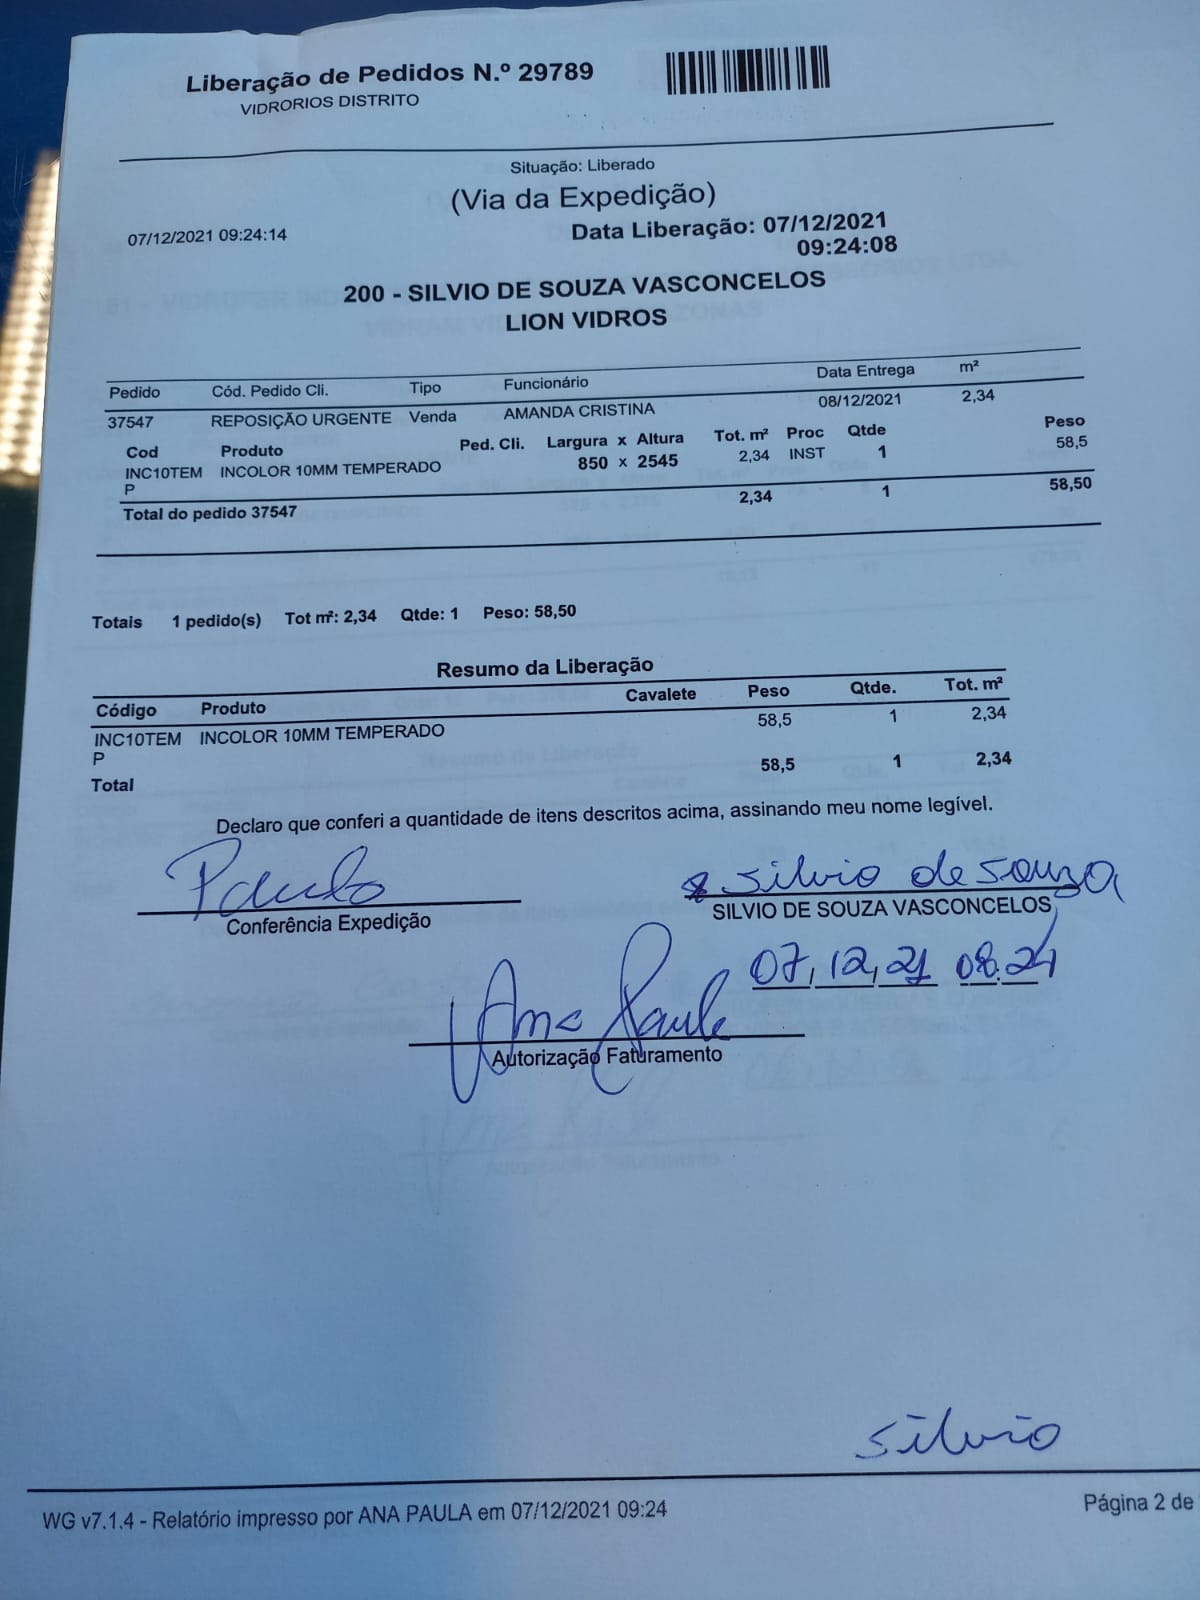 Liberação de Pedidos N.º 29789
VIDRORIOS DISTRITO
Situação: Liberado
(Via da Expedição)
07/12/2021 09:24:14
Data Liberação: 07/12/2021
09:24:08
200 - SILVIO DE SOUZA VASCONCELOS
LION VIDROS
Pedido Cód. Pedido Cli. Tipo Funcionário Data Entrega m²
37547 REPOSIÇÃO URGENTE Venda AMANDA CRISTINA 08/12/2021 2,34
Cod Produto Ped. Cli. Largura x Altura Tot. m² Proc Qtde Peso
INC10TEM INCOLOR 10MM TEMPERADO 850 x 2545 2,34 INST 1 58,5
P
Total do pedido 37547 2,34 1 58,50
Totais 1 pedido(s) Tot m²: 2,34 Qtde: 1 Peso: 58,50
Resumo da Liberação
Código Produto Cavalete Peso Qtde. Tot. m²
INC10TEM INCOLOR 10MM TEMPERADO 58,5 1 2,34
P
Total 58,5 1 2,34
Declaro que conferi a quantidade de itens descritos acima, assinando meu nome legível.
Paulo silvio de souza
Conferência Expedição SILVIO DE SOUZA VASCONCELOS
07,12,21 08:24
Ana Paula
Autorização Faturamento
silvio
WG v7.1.4 - Relatório impresso por ANA PAULA em 07/12/2021 09:24 Página 2 de